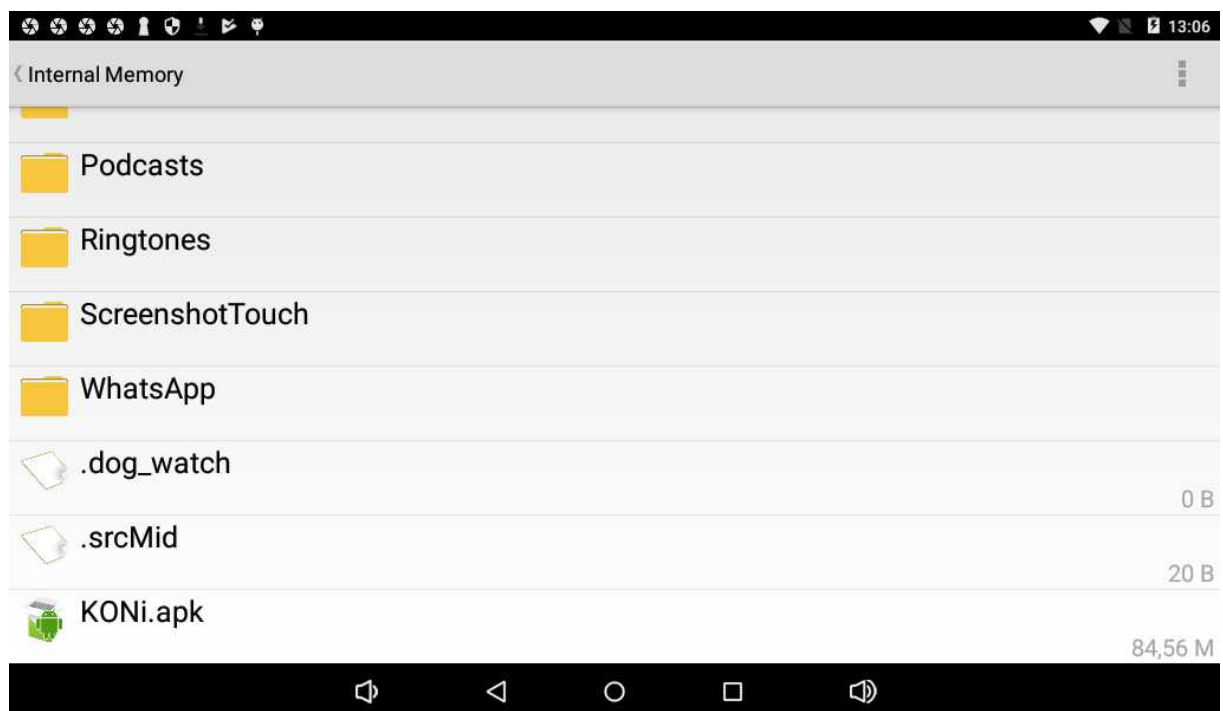 13:06
Internal Memory
Podcasts
Ringtones
ScreenshotTouch
WhatsApp
.dog_watch
0 B
.srcMid
20 B
KONi.apk
84,56 M